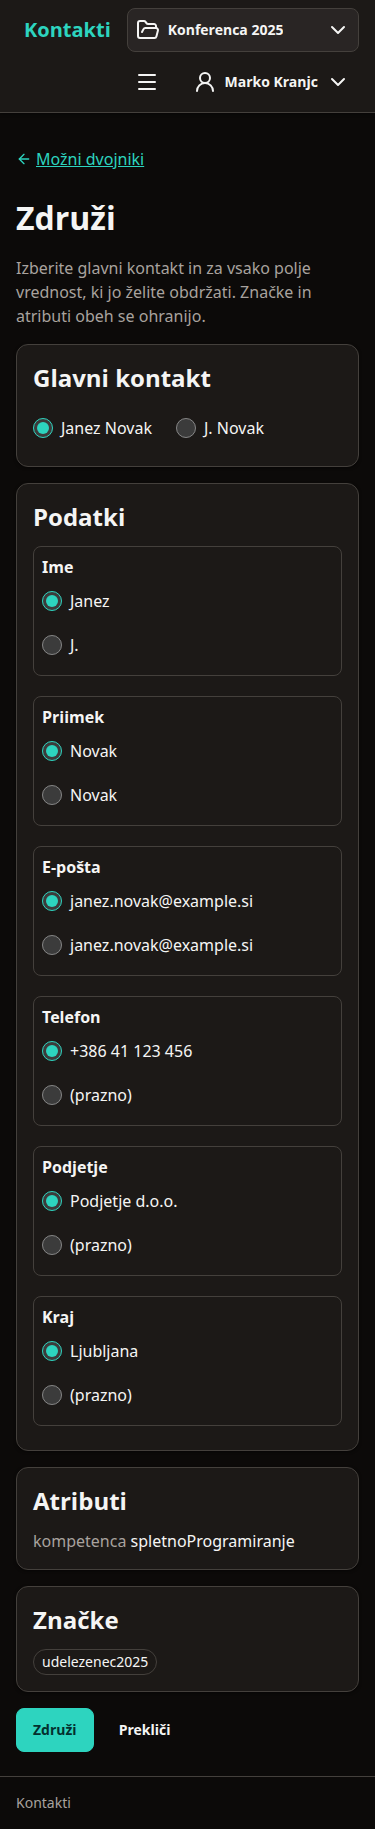 Kontakti
Konferenca 2025
Marko Kranjc
← Možni dvojniki
Združi
Izberite glavni kontakt in za vsako polje
vrednost, ki jo želite obdržati. Značke in
atributi obeh se ohranijo.
Glavni kontakt
Janez Novak J. Novak
Podatki
Ime
Janez
J.
Priimek
Novak
Novak
E-pošta
janez.novak@example.si
janez.novak@example.si
Telefon
+386 41 123 456
(prazno)
Podjetje
Podjetje d.o.o.
(prazno)
Kraj
Ljubljana
(prazno)
Atributi
kompetenca spletnoProgramiranje
Značke
udelezenec2025
Združi Prekliči
Kontakti